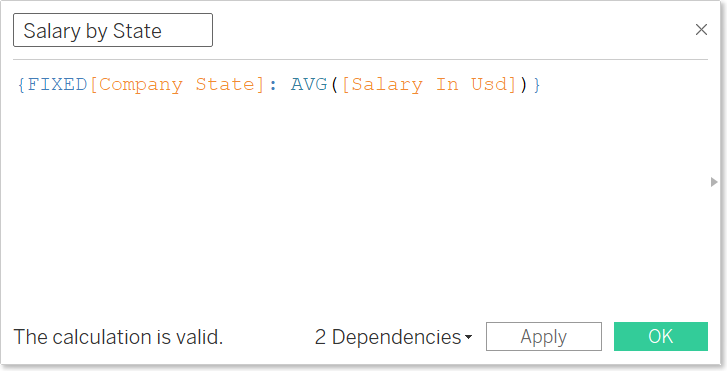 Salary by State
{FIXED[Company State]: AVG([Salary In Usd])}
The calculation is valid. 2 Dependencies Apply OK